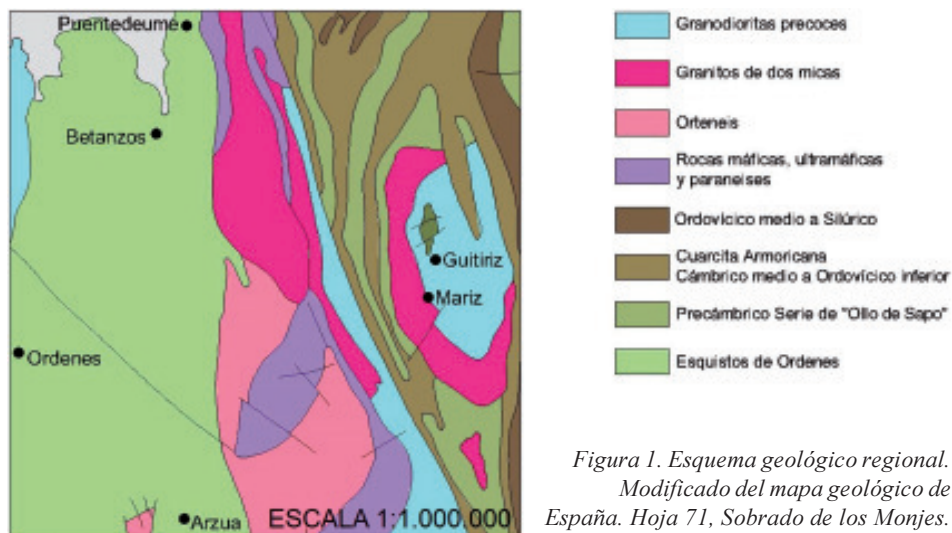 Puentedeume
Betanzos
Guitiriz
Mariz
Ordenes
Arzua
ESCALA 1:1.000.000
Granodioritas precoces
Granitos de dos micas
Orteneis
Rocas máficas, ultramáficas
y paraneises
Ordovícico medio a Silúrico
Cuarcita Armoricana
Cámbrico medio a Ordovícico inferior
Precámbrico Serie de "Ollo de Sapo"
Esquistos de Ordenes
Figura 1. Esquema geológico regional.
Modificado del mapa geológico de
España. Hoja 71, Sobrado de los Monjes.